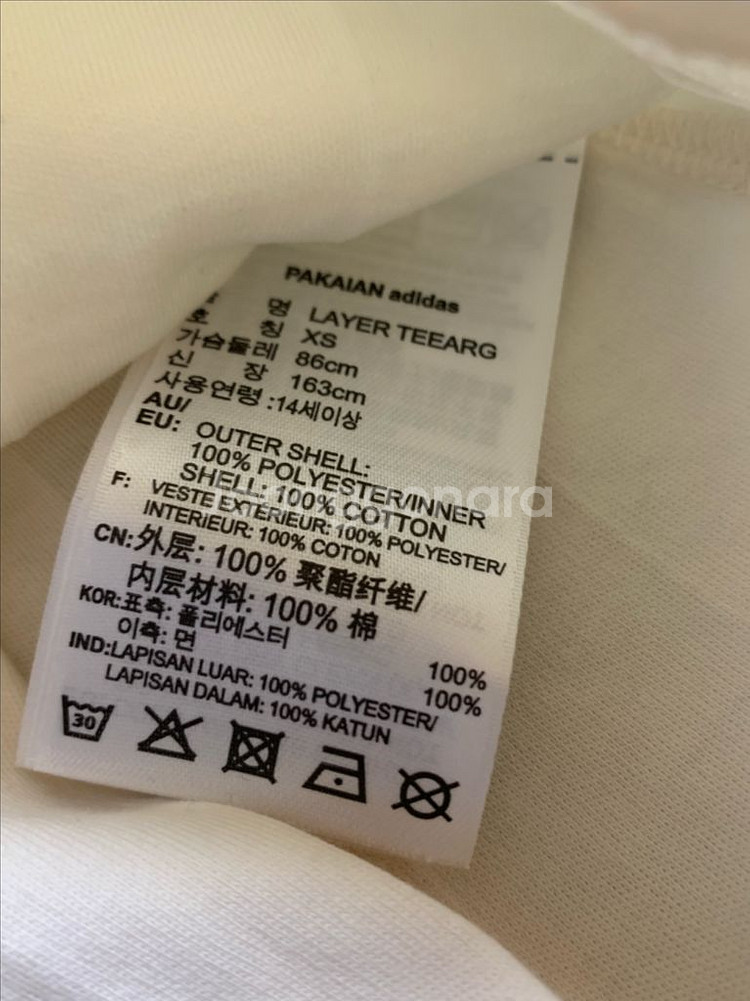 PAKAIAN adidas
명 LAYER TEEARG
호 칭 XS
가슴둘레 86cm
신 장 163cm
사용연령 :14세이상
AU/
EU: OUTER SHELL:
100% POLYESTER/INNER
SHELL: 100% COTTON
F: VESTE EXTÉRIEUR: 100% POLYESTER/
INTERIEUR: 100% COTON
CN:外层: 100% 聚酯纤维/
内层材料: 100% 棉
KOR:표측: 폴리에스터 100%
이측: 면 100%
IND:LAPISAN LUAR: 100% POLYESTER/
LAPISAN DALAM: 100% KATUN
30